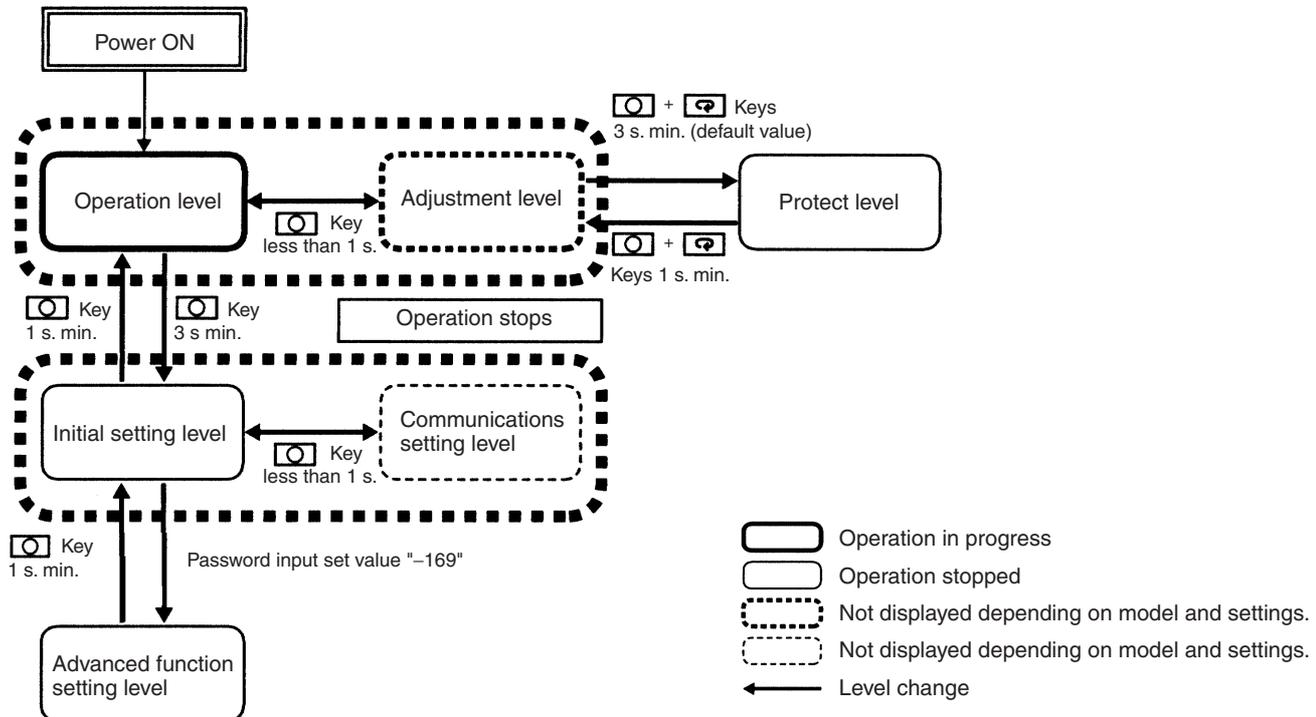 Power ON
+ Keys
3 s. min. (default value)
Operation level
Adjustment level
Protect level
Key
less than 1 s.
+
Keys 1 s. min.
Key
1 s. min.
Key
3 s min.
Operation stops
Initial setting level
Communications
setting level
Key
less than 1 s.
Key
1 s. min.
Password input set value "–169"
Advanced function
setting level
Operation in progress
Operation stopped
Not displayed depending on model and settings.
Not displayed depending on model and settings.
Level change